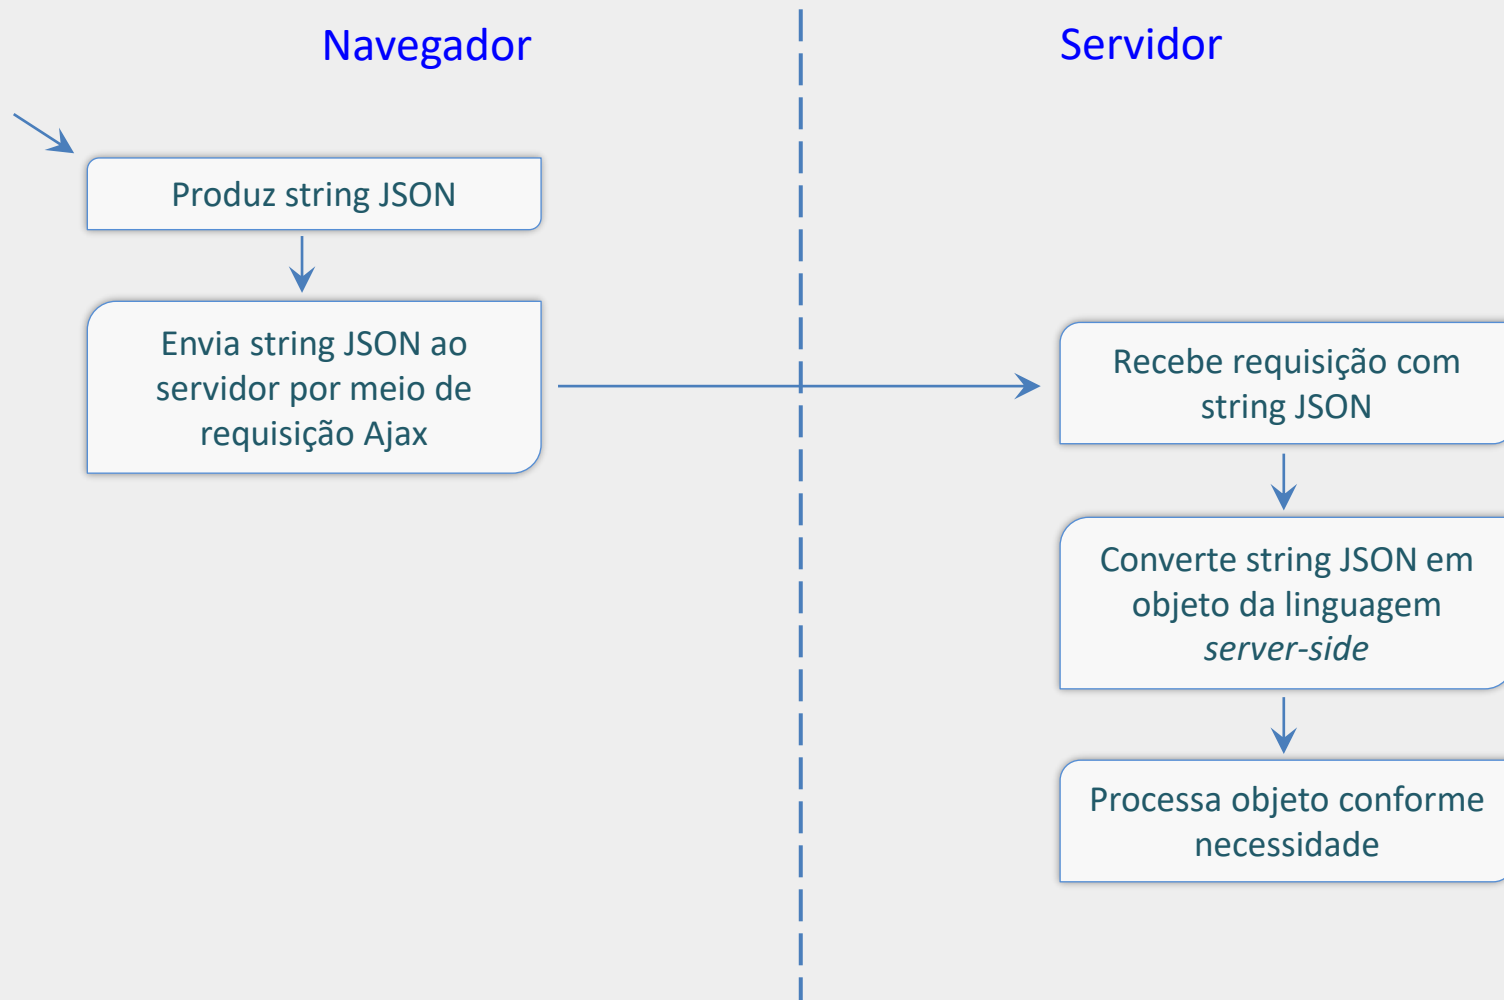 Navegador
Servidor
Produz string JSON
Envia string JSON ao
servidor por meio de
requisição Ajax
Recebe requisição com
string JSON
Converte string JSON em
objeto da linguagem
server-side
Processa objeto conforme
necessidade